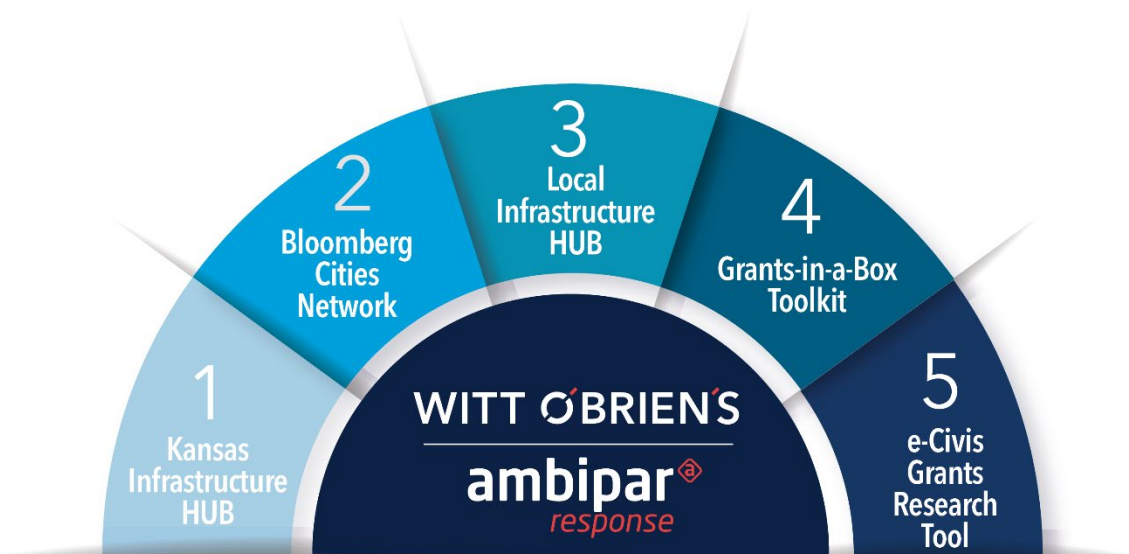 1
Kansas
Infrastructure
HUB
2
Bloomberg
Cities
Network
3
Local
Infrastructure
HUB
4
Grants-in-a-Box
Toolkit
5
e-Civis
Grants
Research
Tool
WITT O'BRIEN'S
ambipar
response